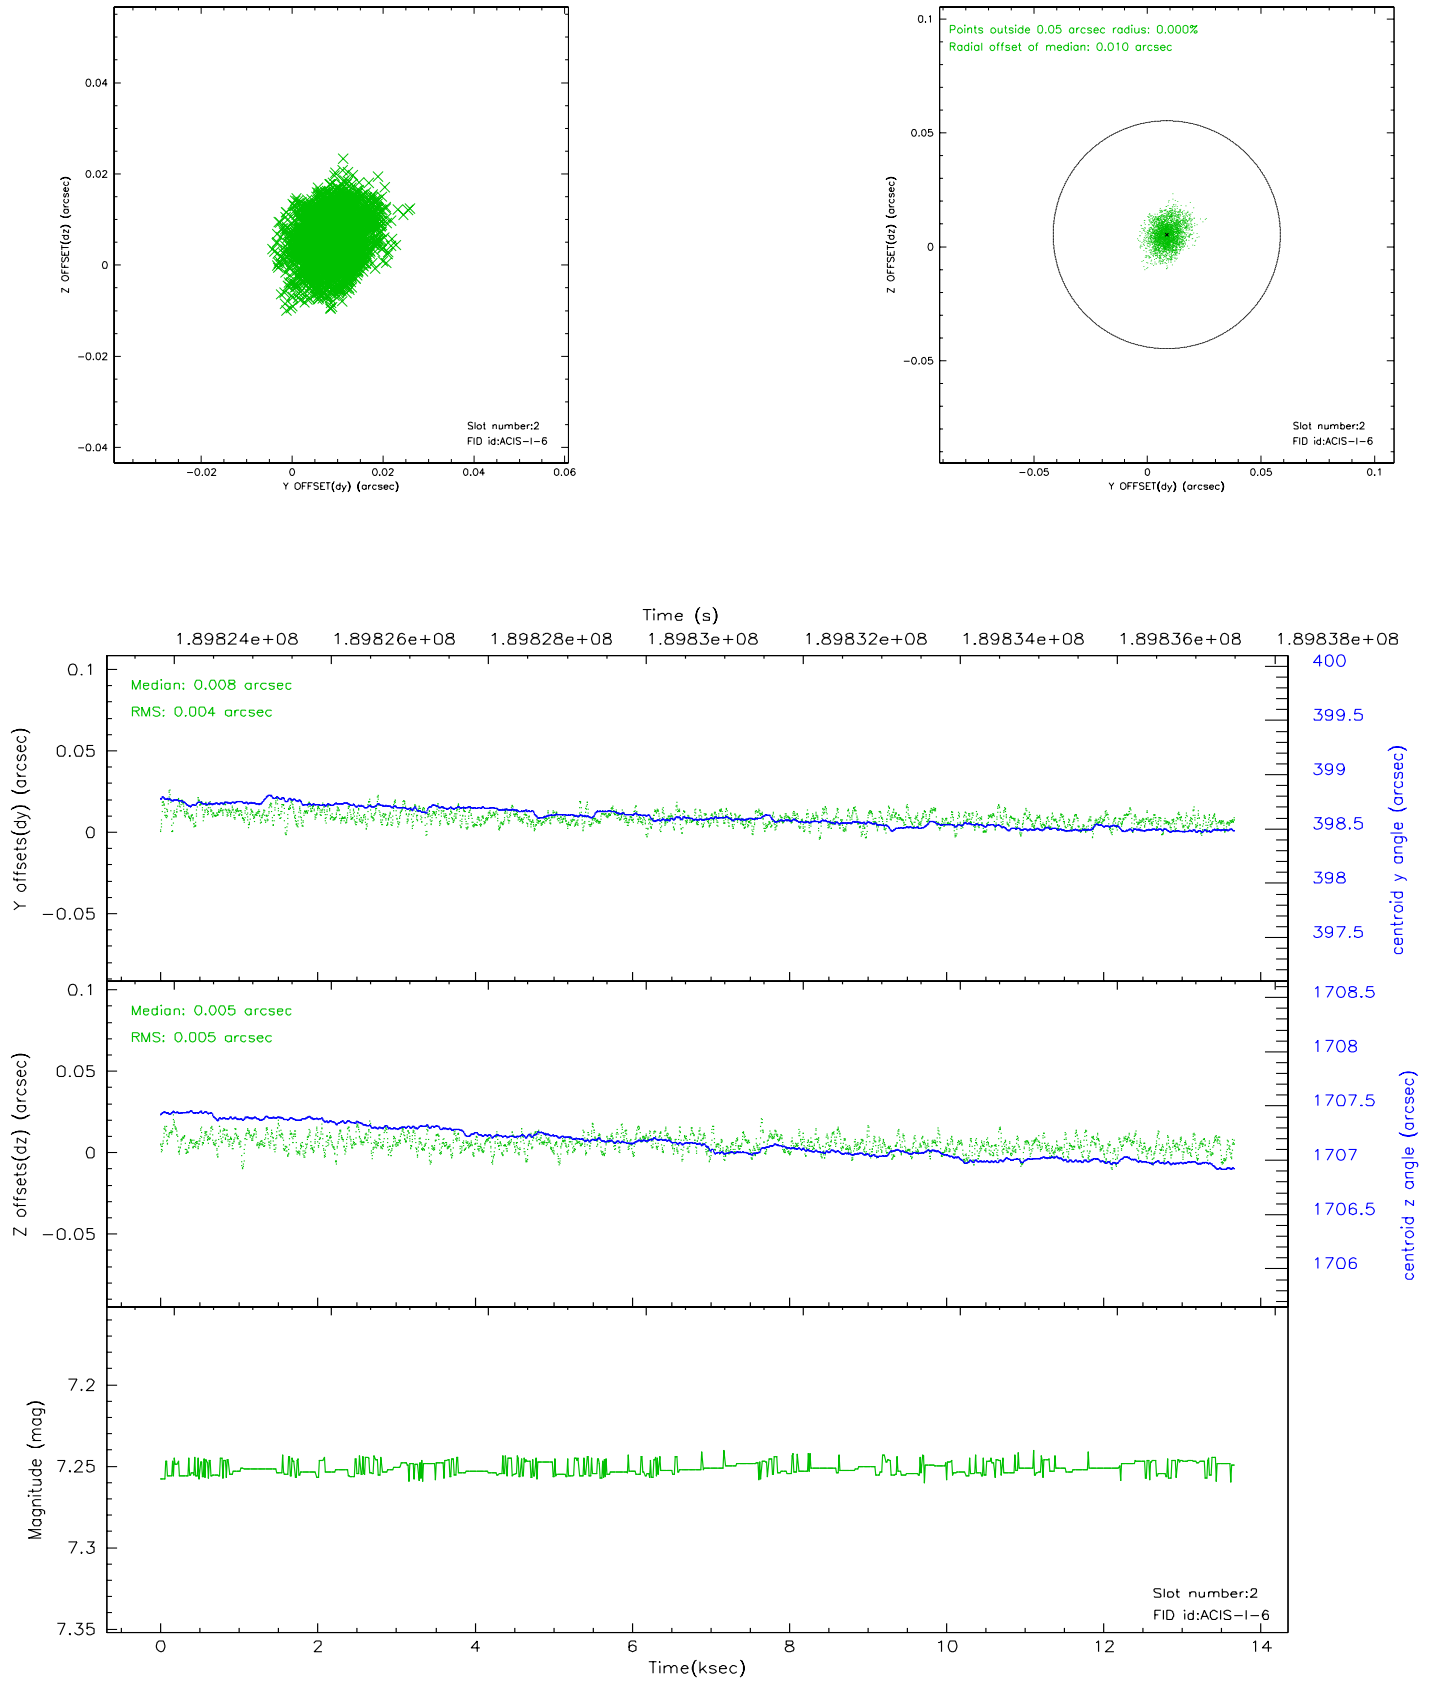 0.04
0.02
0
−0.02
−0.04
Z OFFSET(dz) (arcsec)
Slot number:2
FID id:ACIS−I−6
−0.02 0 0.02 0.04 0.06
Y OFFSET(dy) (arcsec)
0.1
0.05
0
−0.05
Z OFFSET(dz) (arcsec)
Points outside 0.05 arcsec radius: 0.000%
Radial offset of median: 0.010 arcsec
Slot number:2
FID id:ACIS−I−6
−0.05 0 0.05 0.1
Y OFFSET(dy) (arcsec)
Time (s)
1.89824e+08 1.89826e+08 1.89828e+08 1.8983e+08 1.89832e+08 1.89834e+08 1.89836e+08 1.89838e+08
0.1
0.05
0
−0.05
Y offsets(dy) (arcsec)
Median: 0.008 arcsec
RMS: 0.004 arcsec
400
399.5
399
398.5
398
397.5
centroid y angle (arcsec)
0.1
0.05
0
−0.05
Z offsets(dz) (arcsec)
Median: 0.005 arcsec
RMS: 0.005 arcsec
1708.5
1708
1707.5
1707
1706.5
1706
centroid z angle (arcsec)
7.2
7.25
7.3
7.35
Magnitude (mag)
Slot number:2
FID id:ACIS−I−6
0 2 4 6 8 10 12 14
Time(ksec)